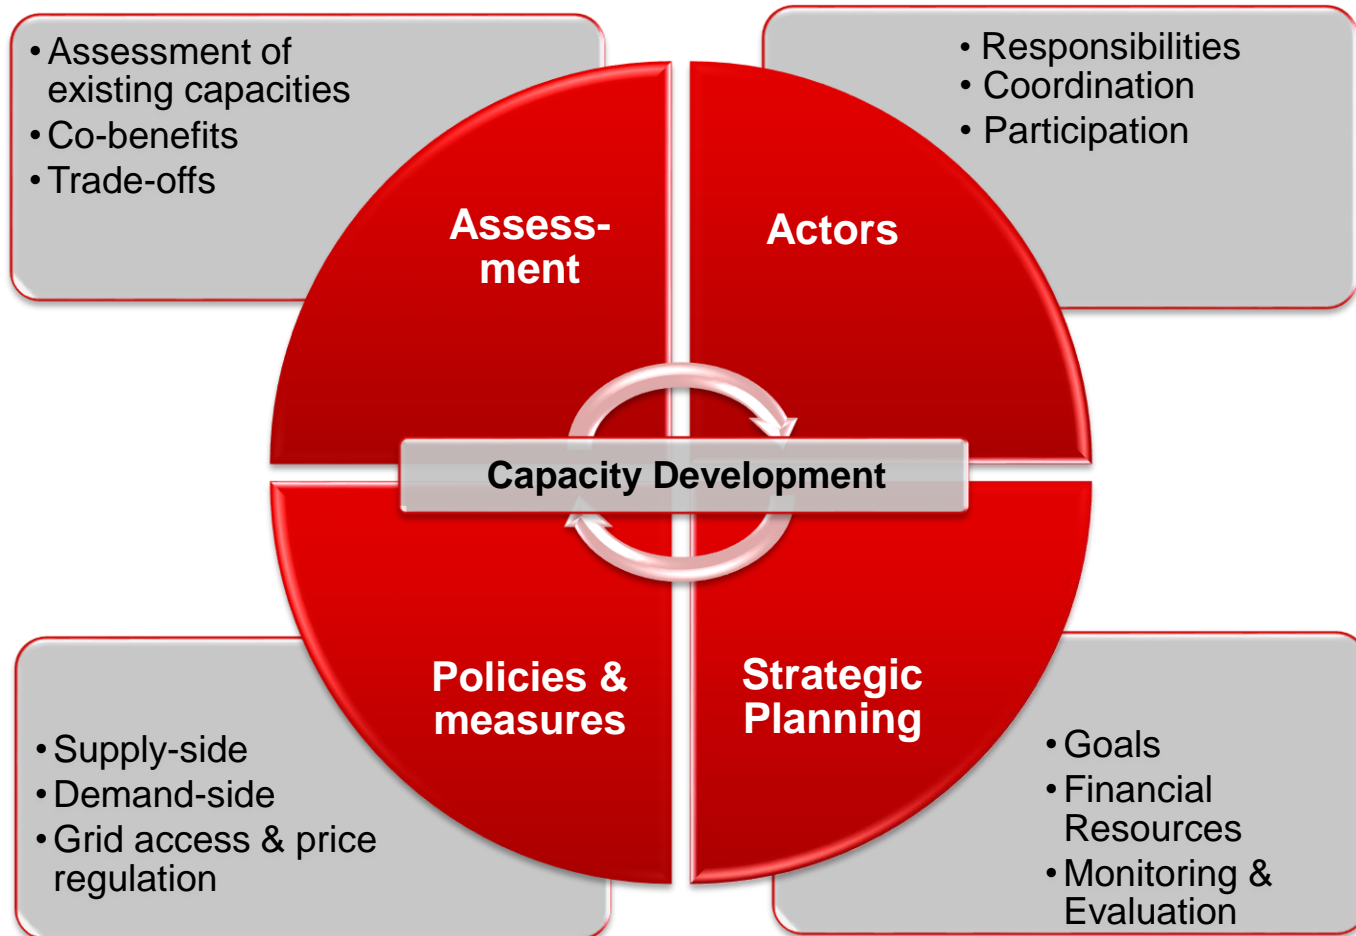 • Assessment of
existing capacities
• Co-benefits
• Trade-offs
• Responsibilities
• Coordination
• Participation
Assess-
ment
Actors
Capacity Development
Policies &
measures
Strategic
Planning
• Supply-side
• Demand-side
• Grid access & price
regulation
• Goals
• Financial
Resources
• Monitoring &
Evaluation